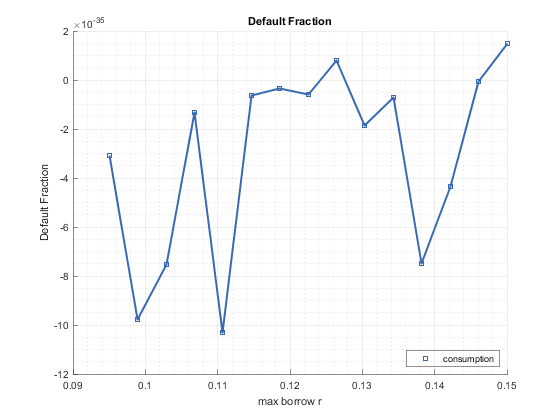 Default Fraction
×10-35
2
0
-2
-4
-6
-8
-10
-12
Default Fraction
0.09 0.1 0.11 0.12 0.13 0.14 0.15
max borrow r
consumption